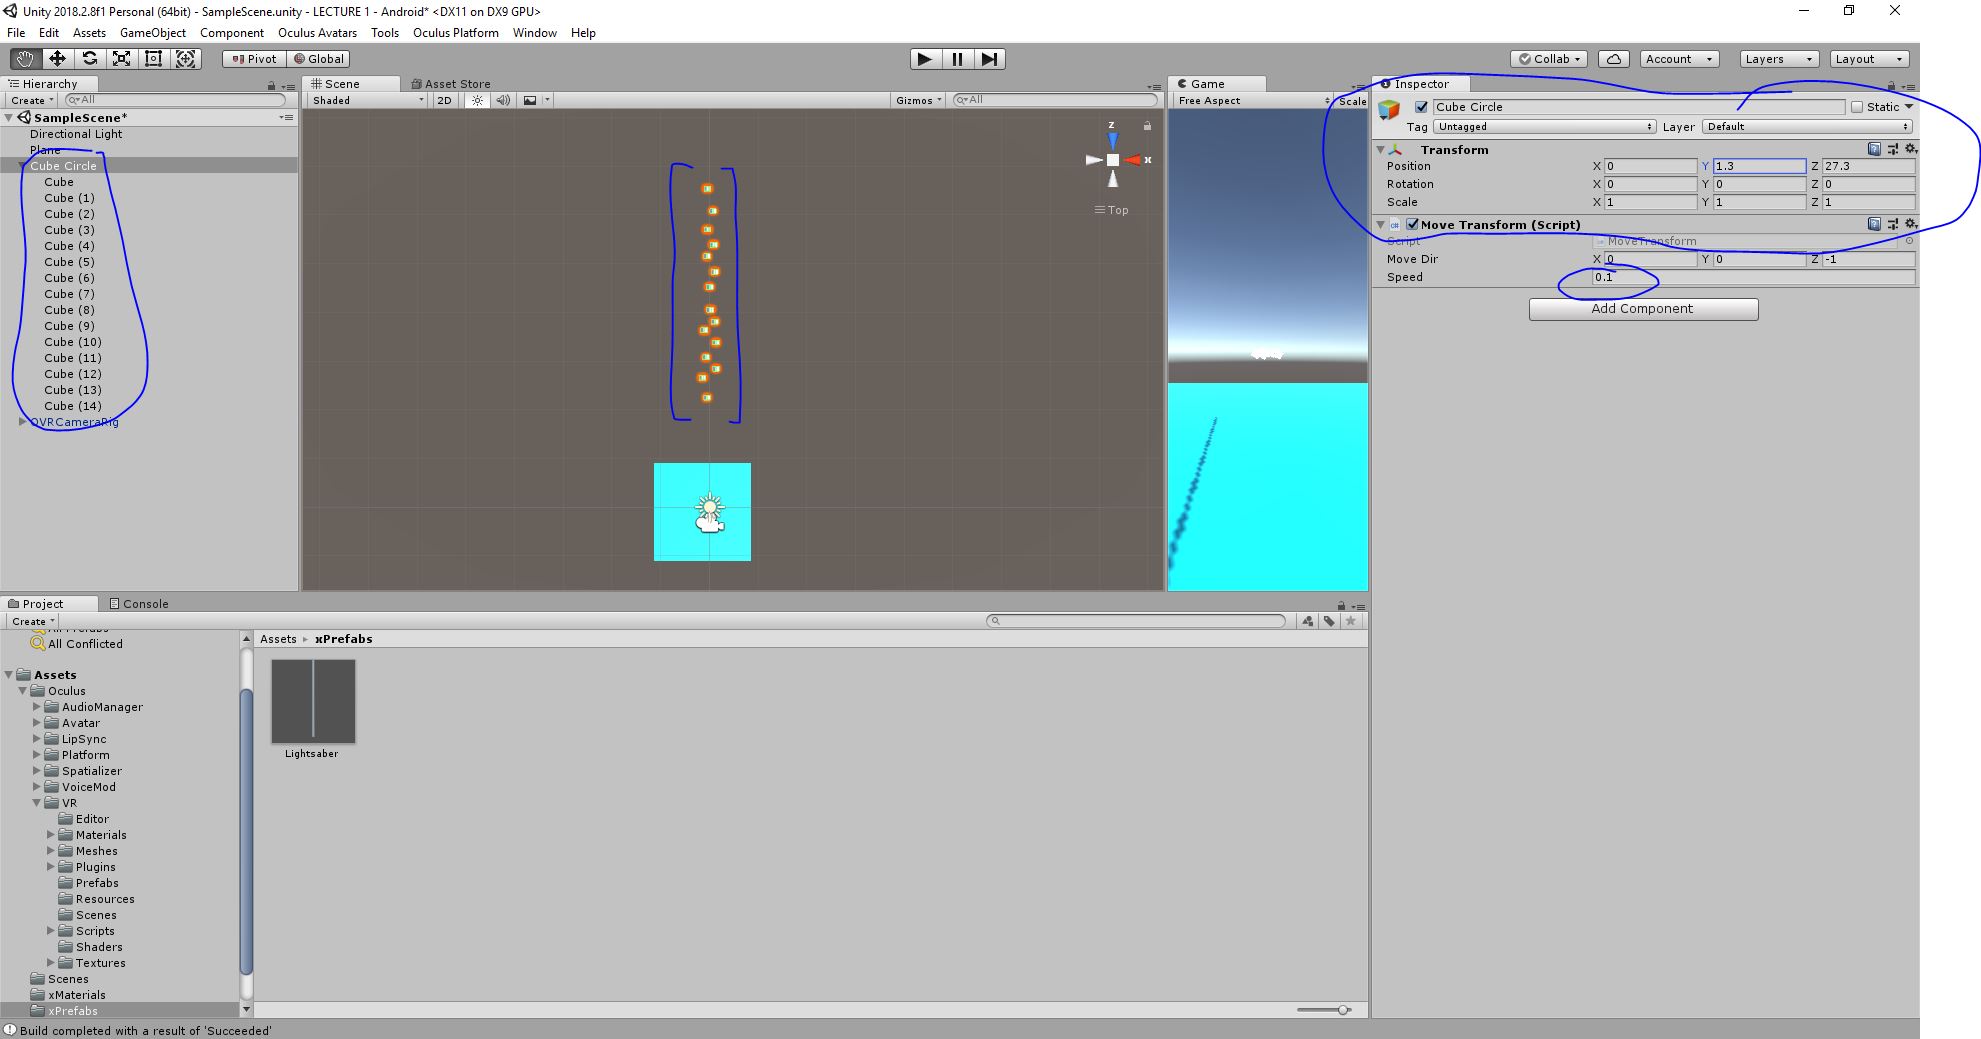 Unity 2018.2.8f1 Personal (64bit) - SampleScene.unity - LECTURE 1 - Android* <DX11 on DX9 GPU>
File Edit Assets GameObject Component Oculus Avatars Tools Oculus Platform Window Help
Pivot Global
Collab Account Layers Layout
Hierarchy
Create All
SampleScene*
Directional Light
Plane
Cube Circle
Cube
Cube (1)
Cube (2)
Cube (3)
Cube (4)
Cube (5)
Cube (6)
Cube (7)
Cube (8)
Cube (9)
Cube (10)
Cube (11)
Cube (12)
Cube (13)
Cube (14)
OVRCameraRig
Scene Asset Store
Shaded 2D Gizmos All
z
x
Top
Game
Free Aspect Scale
Inspector
Cube Circle Static
Tag Untagged Layer Default
Transform
Position X 0 Y 1.3 Z 27.3
Rotation X 0 Y 0 Z 0
Scale X 1 Y 1 Z 1
Move Transform (Script)
Script MoveTransform
Move Dir X 0 Y 0 Z -1
Speed 0.1
Add Component
Project Console
Create
All Prefabs
All Conflicted
Assets
Oculus
AudioManager
Avatar
LipSync
Platform
Spatializer
VoiceMod
VR
Editor
Materials
Meshes
Plugins
Prefabs
Resources
Scenes
Scripts
Shaders
Textures
Scenes
xMaterials
xPrefabs
Assets xPrefabs
Lightsaber
Build completed with a result of 'Succeeded'